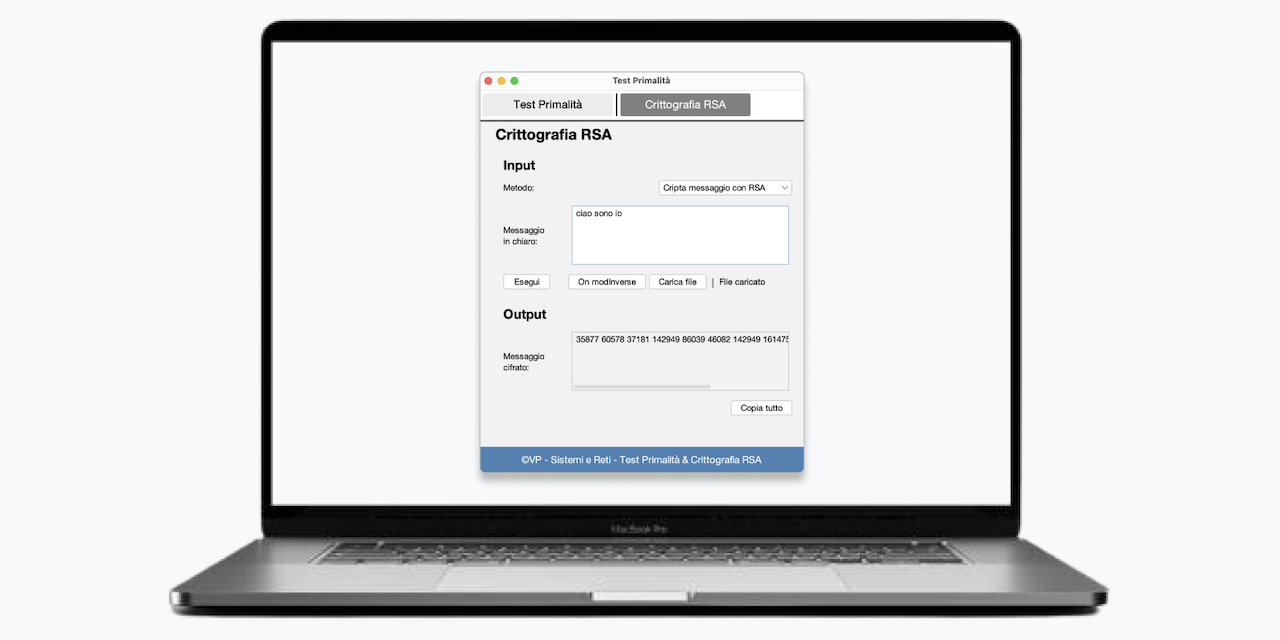 Test Primalità
Test Primalità
Crittografia RSA
Crittografia RSA
Input
Metodo:
Cripta messaggio con RSA
Messaggio
in chiaro:
ciao sono io
Esegui
On modInverse
Carica file
| File caricato
Output
Messaggio
cifrato:
35877 60578 37181 142949 86039 46082 142949 161475
Copia tutto
©VP - Sistemi e Reti - Test Primalità & Crittografia RSA
MacBook Pro